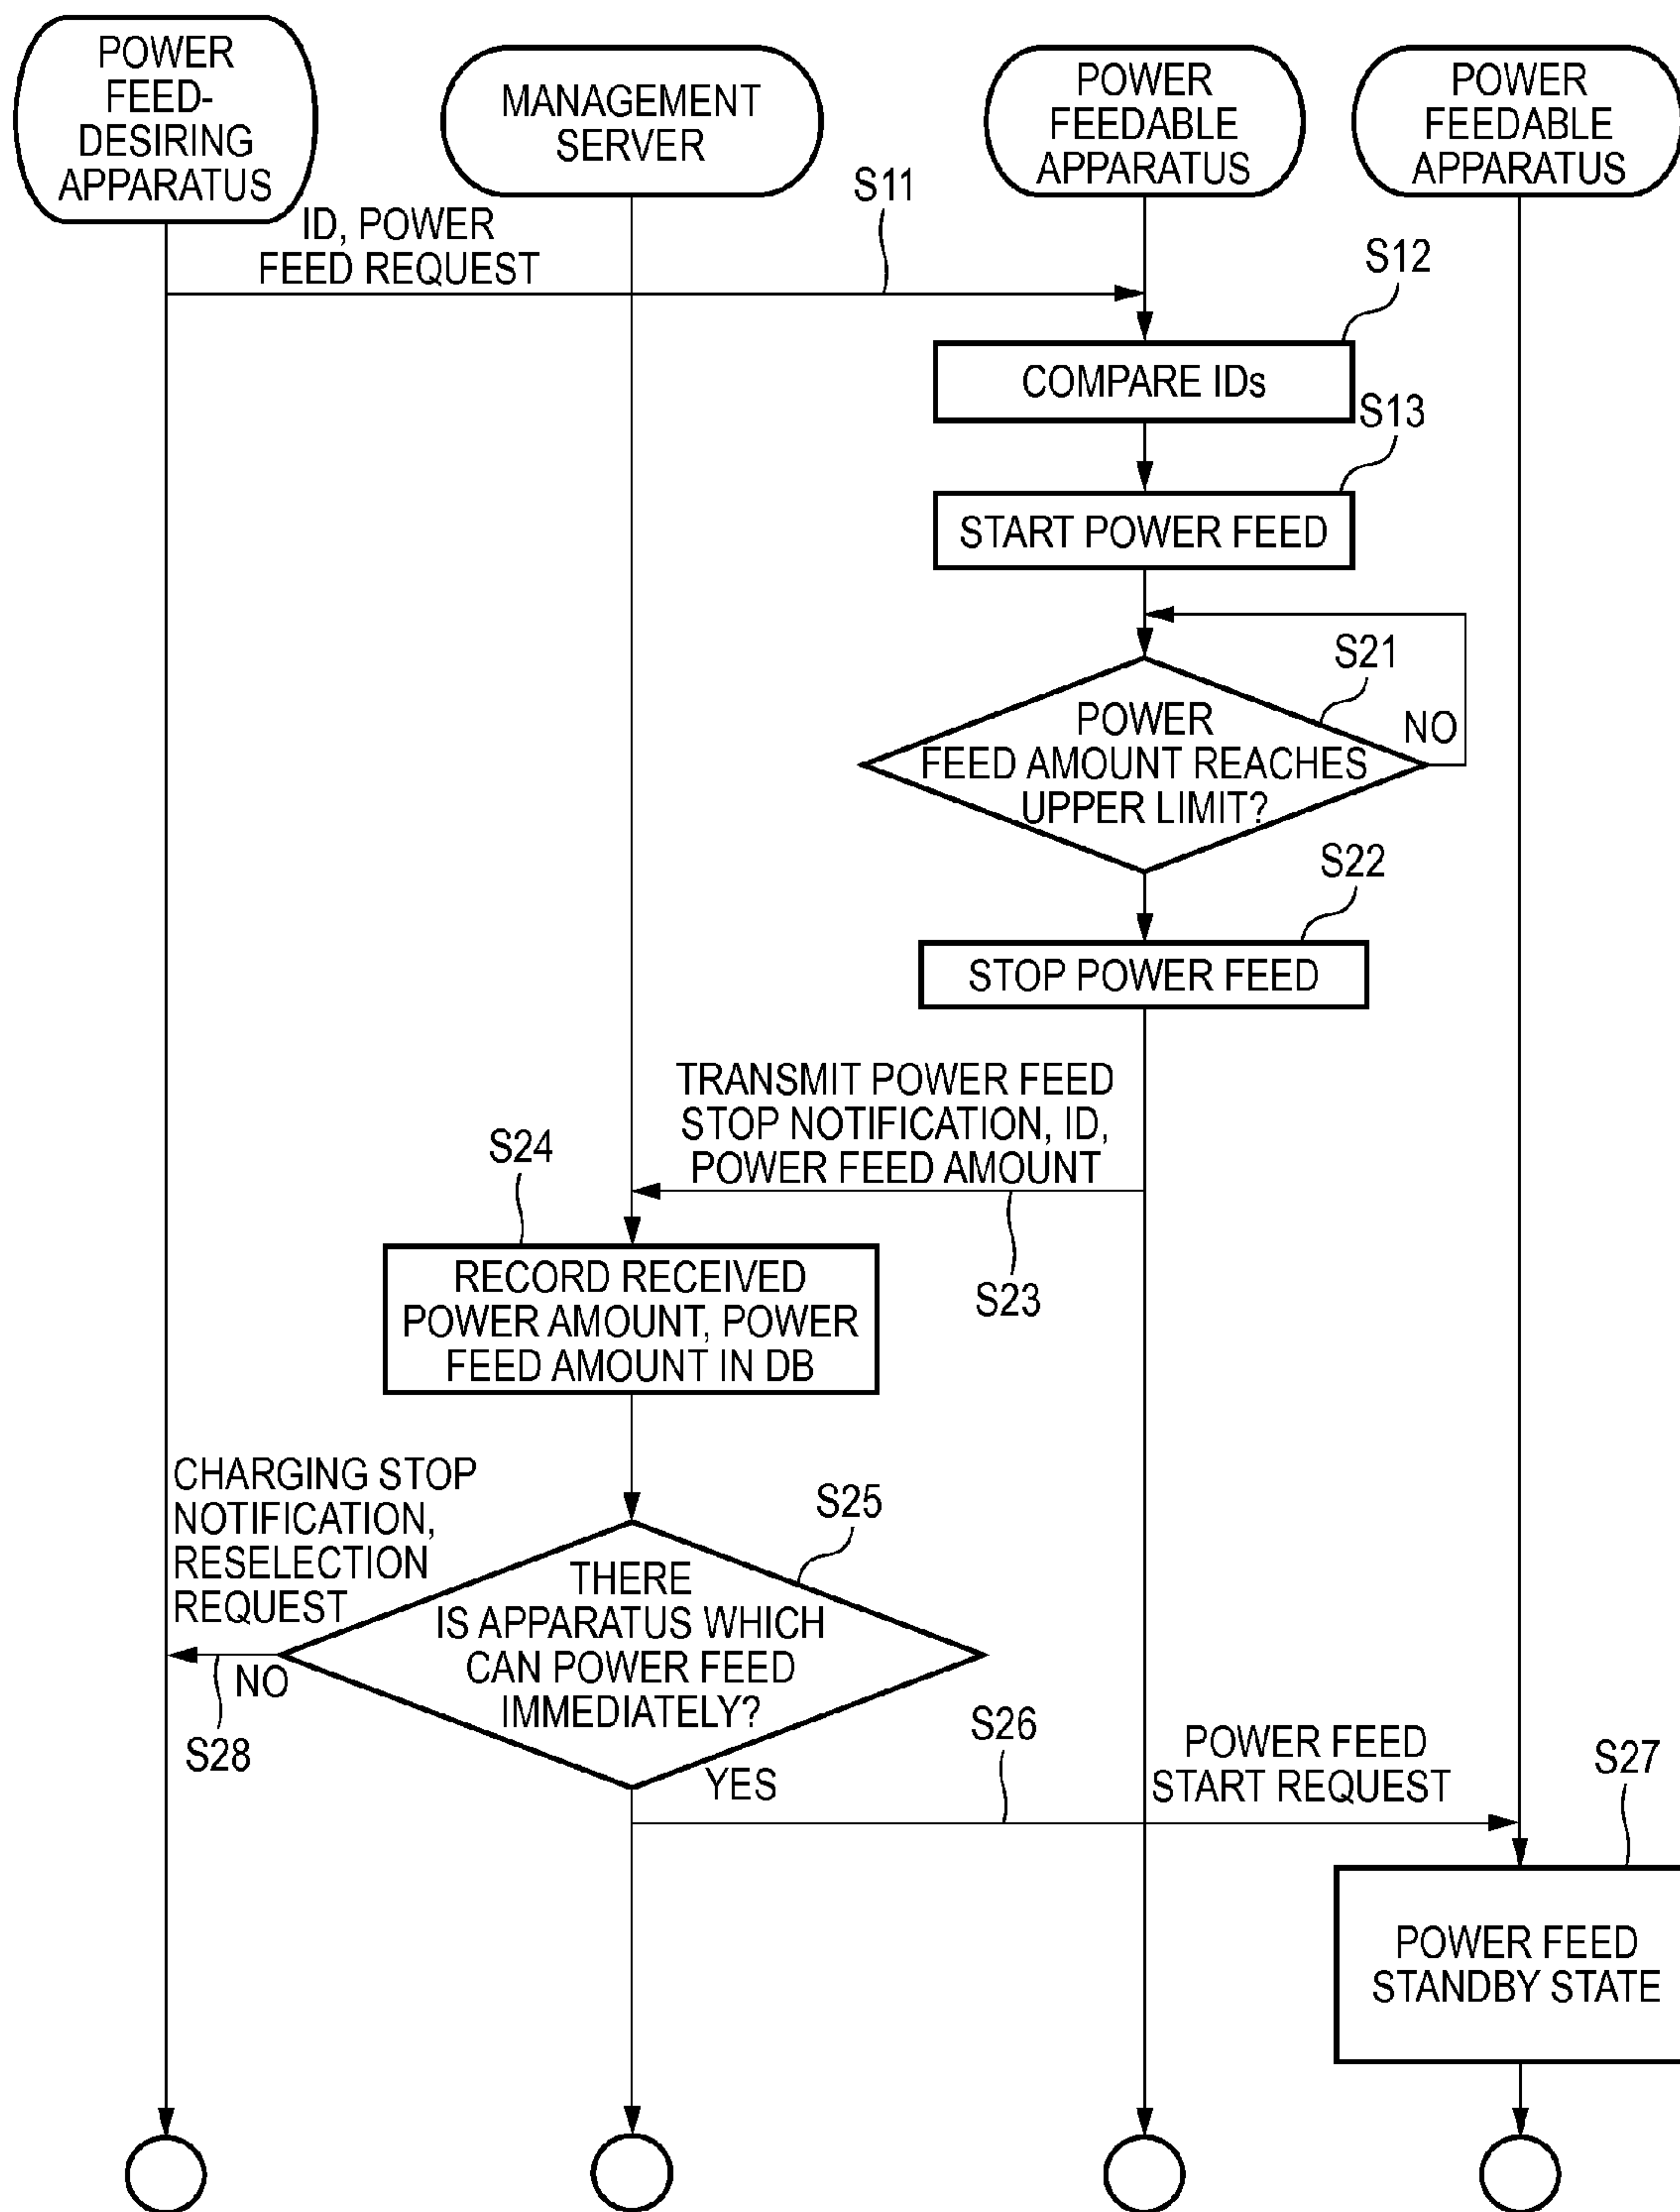 POWER
FEED-
DESIRING
APPARATUS
MANAGEMENT
SERVER
POWER
FEEDABLE
APPARATUS
POWER
FEEDABLE
APPARATUS
ID, POWER
FEED REQUEST
S11
S12
COMPARE IDs
S13
START POWER FEED
S21
POWER
FEED AMOUNT REACHES
UPPER LIMIT?
NO
S22
STOP POWER FEED
TRANSMIT POWER FEED
STOP NOTIFICATION, ID,
POWER FEED AMOUNT
S23
S24
RECORD RECEIVED
POWER AMOUNT, POWER
FEED AMOUNT IN DB
CHARGING STOP
NOTIFICATION,
RESELECTION
REQUEST
S25
THERE
IS APPARATUS WHICH
CAN POWER FEED
IMMEDIATELY?
NO
S28
YES
S26
POWER FEED
START REQUEST
S27
POWER FEED
STANDBY STATE